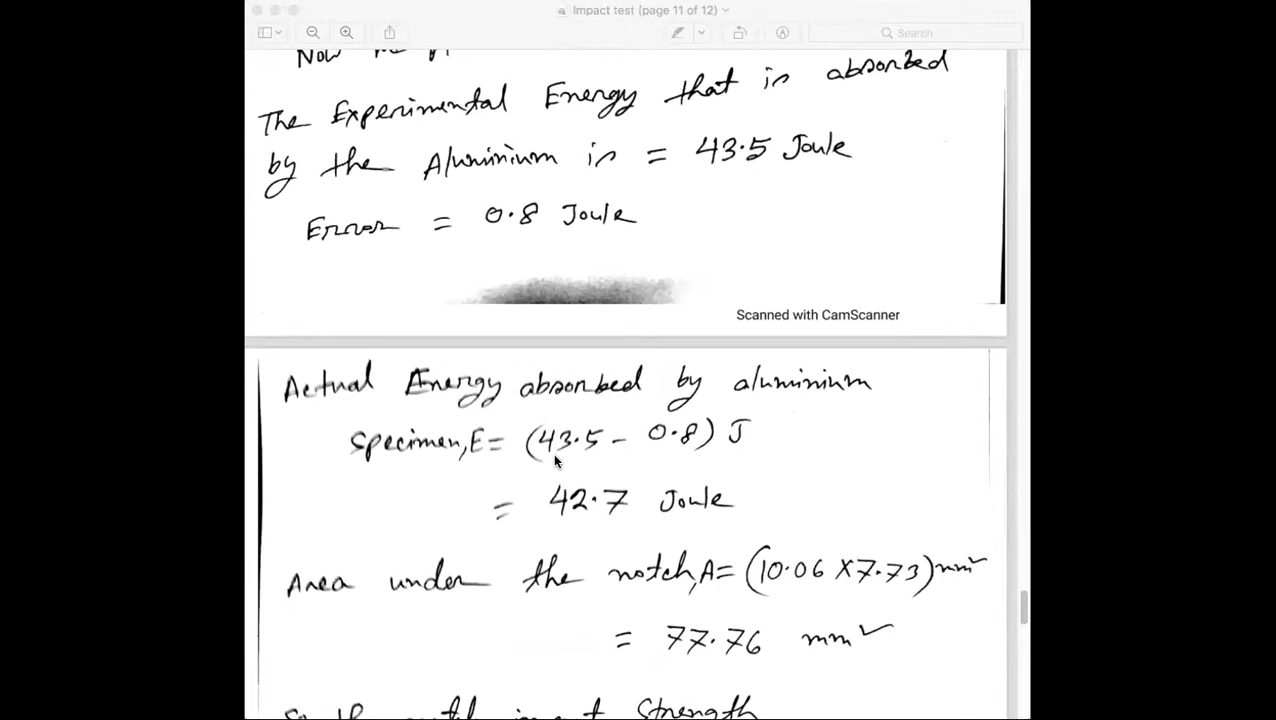 Impact test (page 11 of 12)
Search
Now
The Experimental Energy that is absorbed
by the Aluminium is = 43.5 Joule
Error = 0.8 Joule
Scanned with CamScanner
Actual Energy absorbed by aluminium
specimen, E = (43.5 - 0.8) J
= 42.7 Joule
Area under the notch, A = (10.06 X 7.73) mm²
= 77.76 mm²
Strength